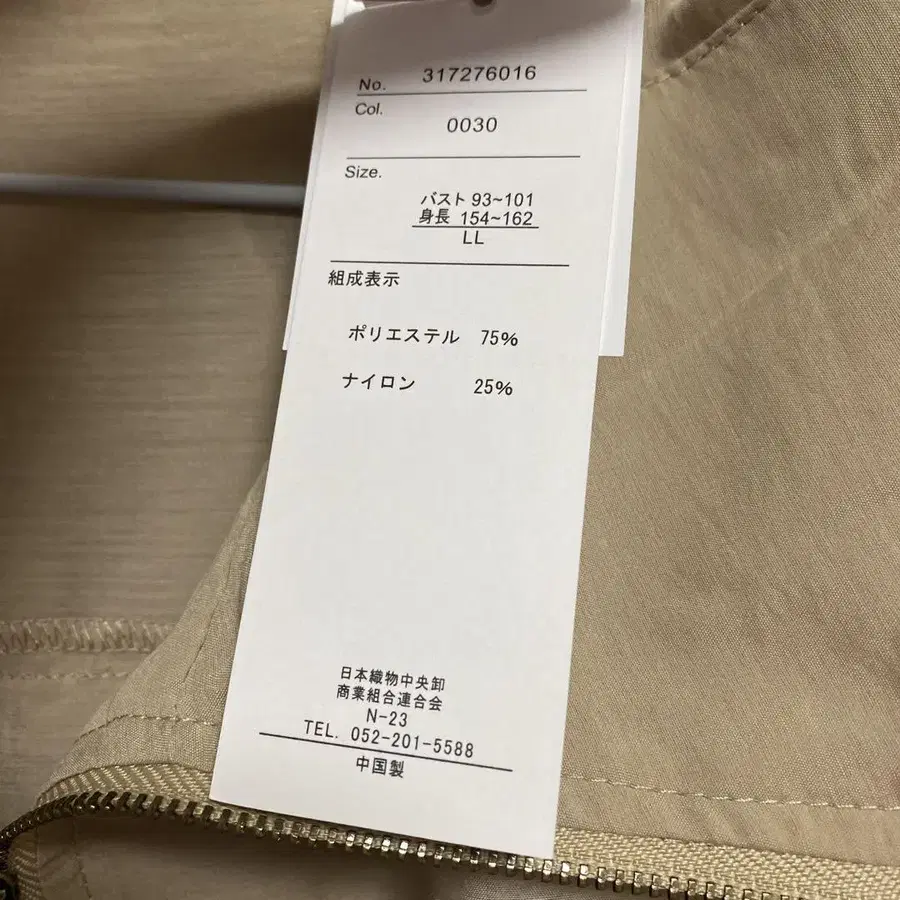 No. 317276016
Col.
0030
Size.
バスト 93~101
身長 154~162
LL
組成表示
ポリエステル 75%
ナイロン 25%
日本織物中央卸
商業組合連合会
N-23
TEL. 052-201-5588
中国製